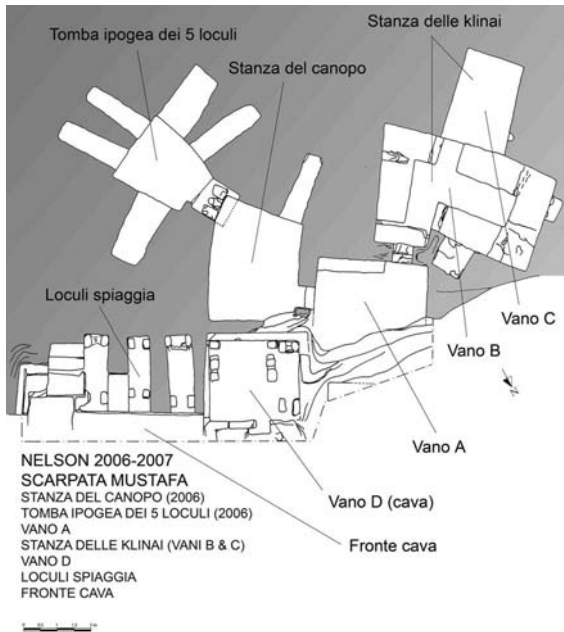 Stanza delle klinai
Tomba ipogea dei 5 loculi
Stanza del canopo
Loculi spiaggia
Vano C
Vano B
Vano A
Vano D (cava)
Fronte cava
N
NELSON 2006-2007
SCARPATA MUSTAFA
STANZA DEL CANOPO (2006)
TOMBA IPOGEA DEI 5 LOCULI (2006)
VANO A
STANZA DELLE KLINAI (VANI B & C)
VANO D
LOCULI SPIAGGIA
FRONTE CAVA